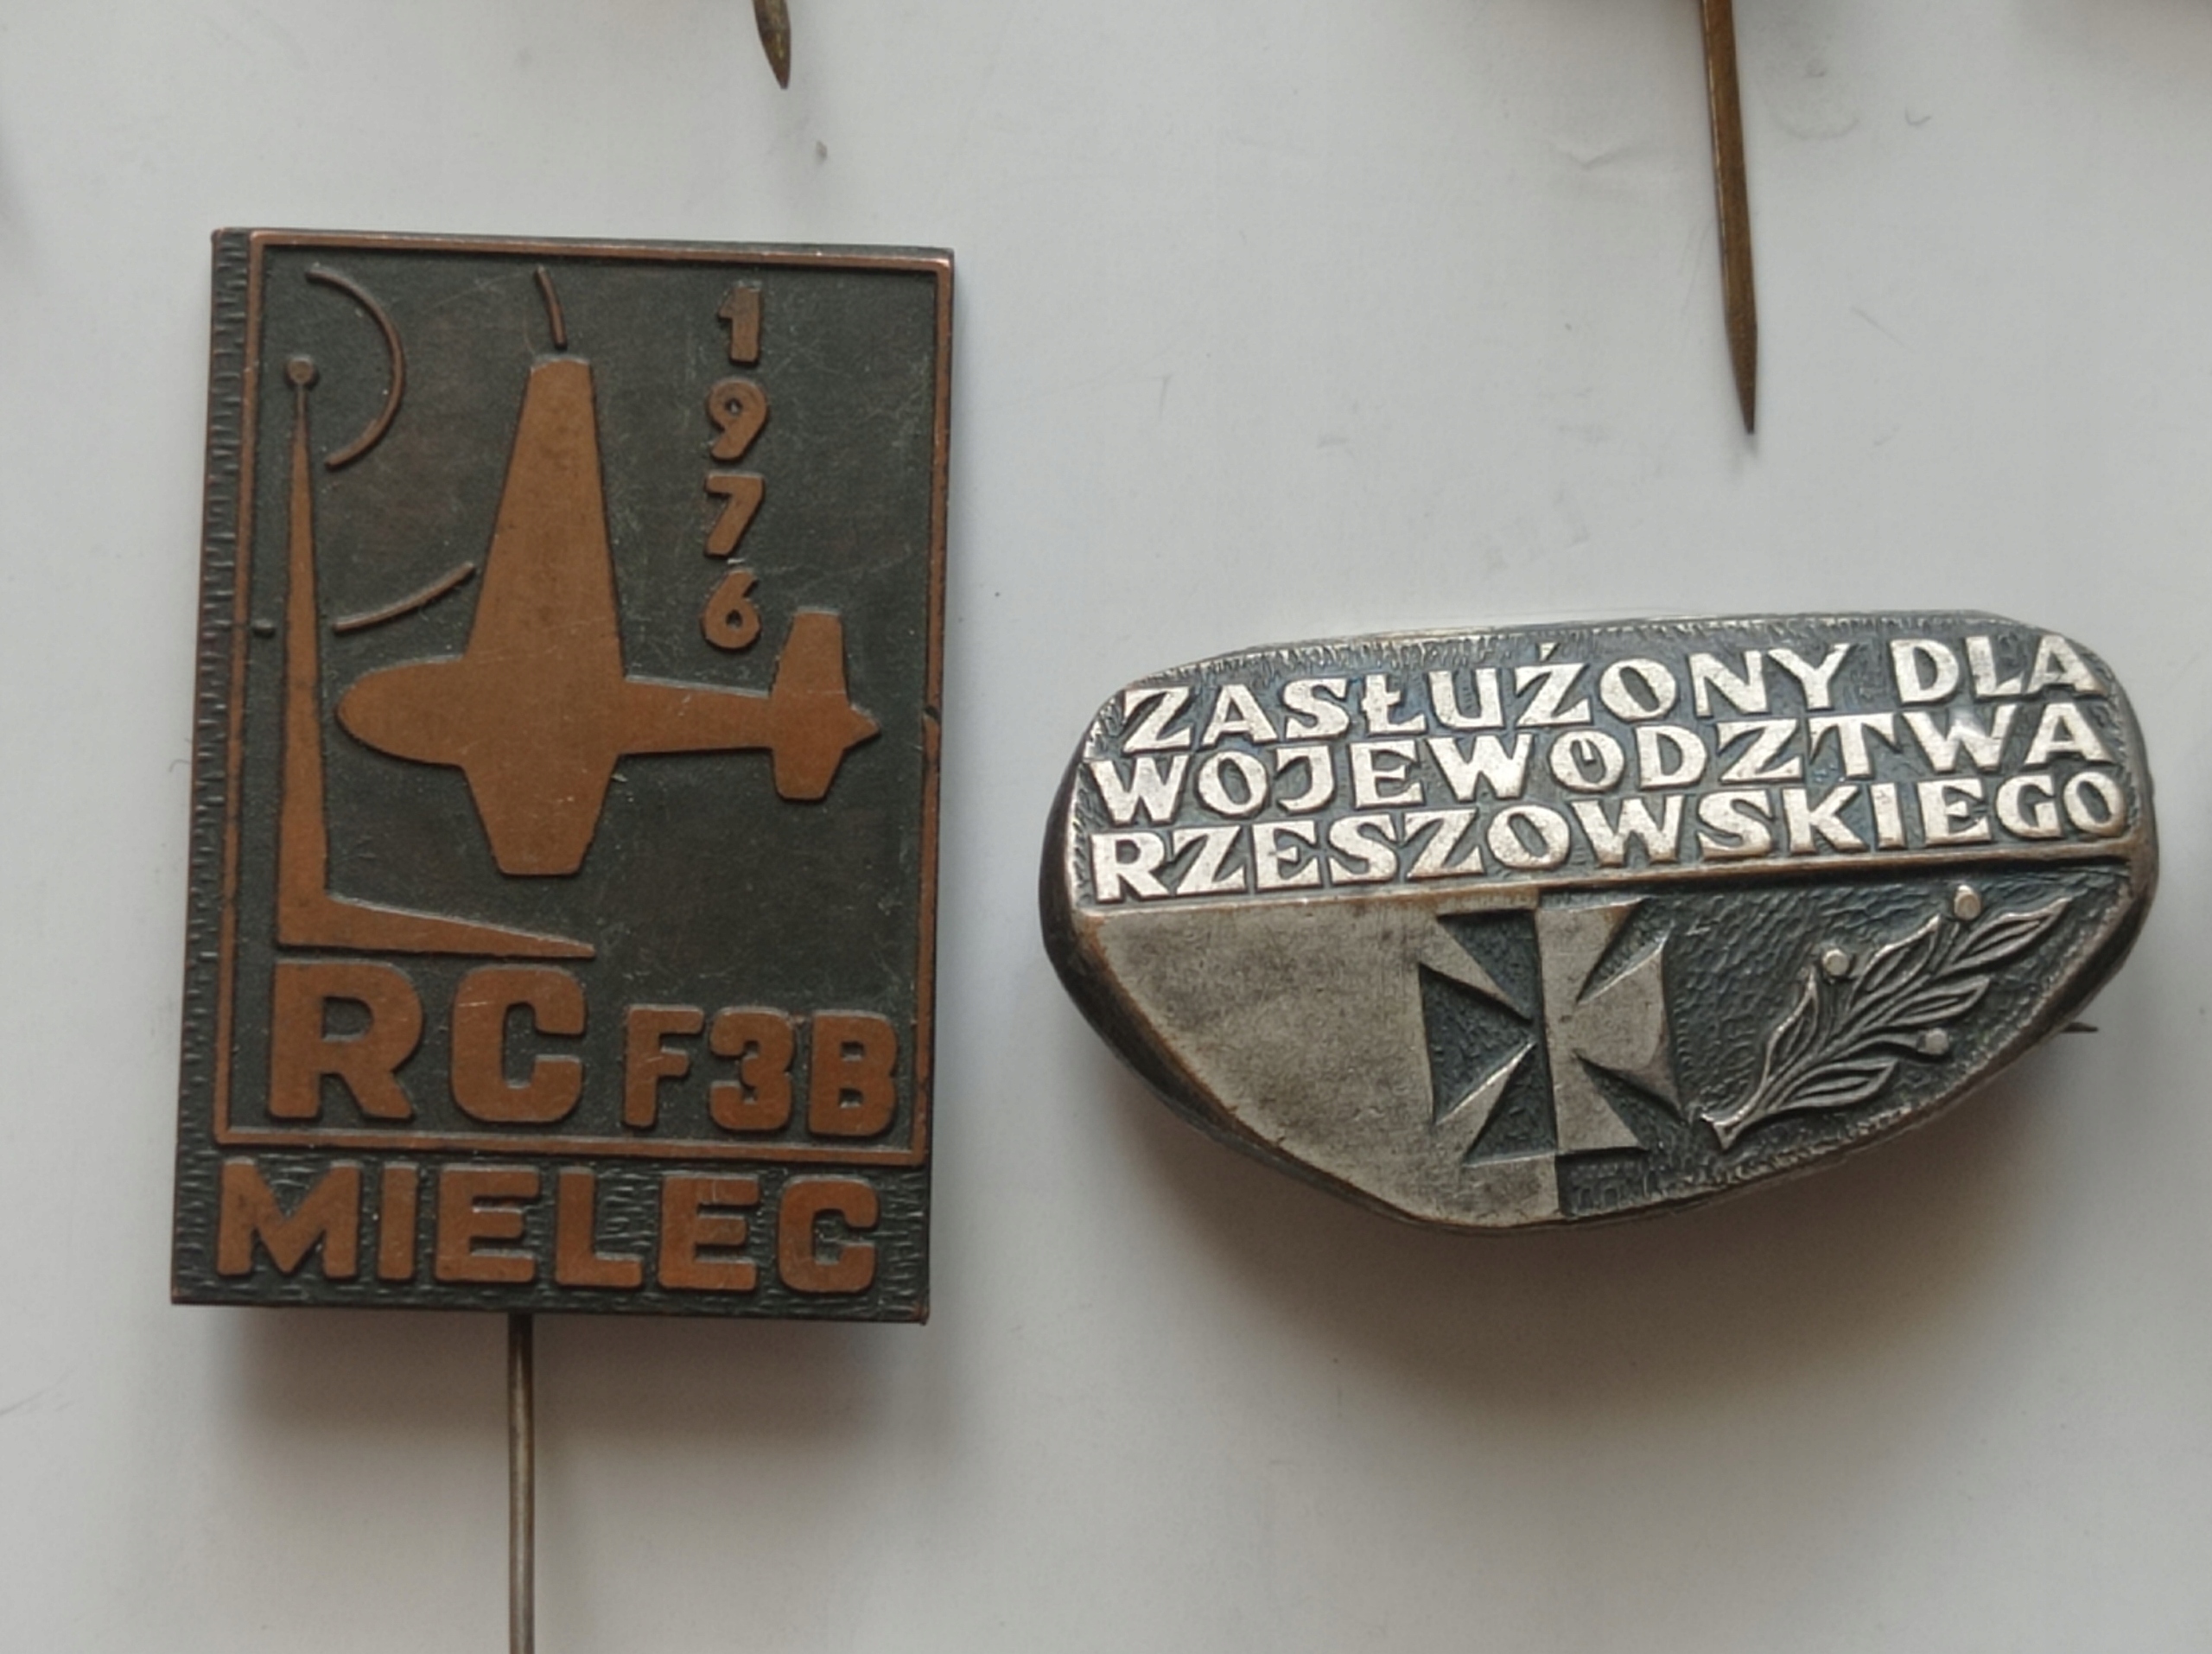 1976
RC F3B
MIELEC
ZASŁUŻONY DLA
WOJEWÓDZTWA
RZESZOWSKIEGO